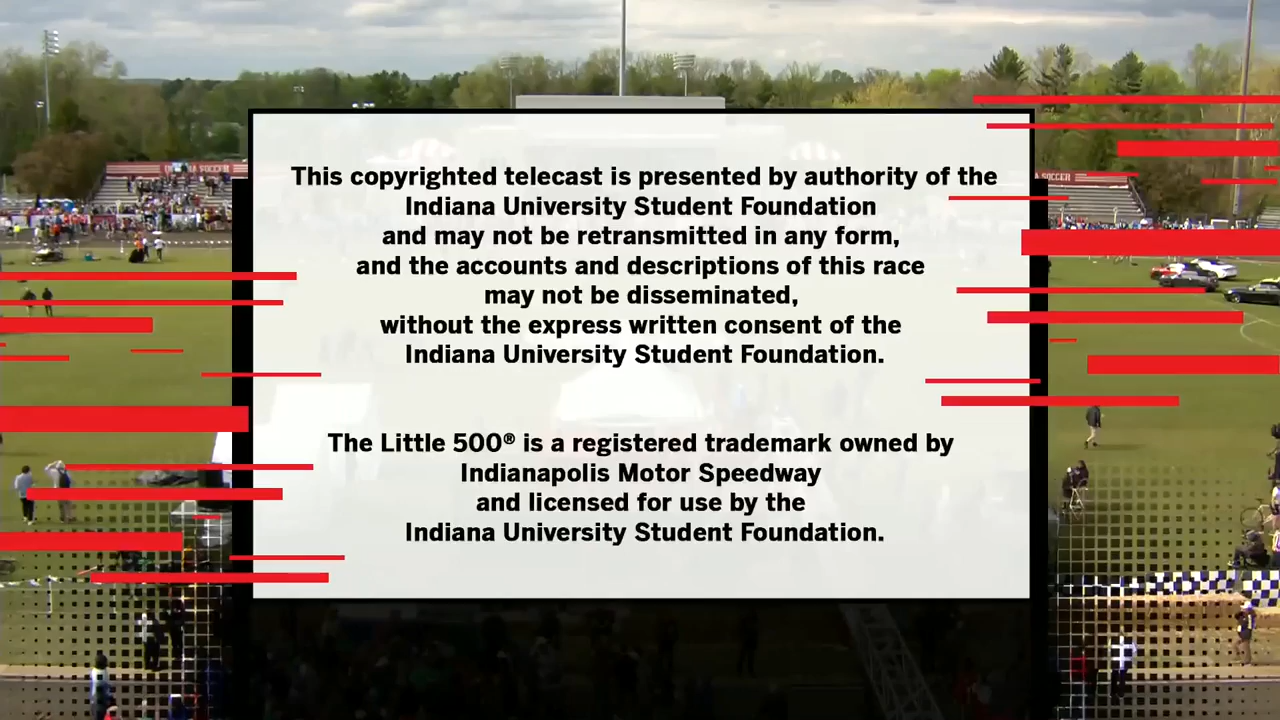 This copyrighted telecast is presented by authority of the
Indiana University Student Foundation
and may not be retransmitted in any form,
and the accounts and descriptions of this race
may not be disseminated,
without the express written consent of the
Indiana University Student Foundation.
The Little 500® is a registered trademark owned by
Indianapolis Motor Speedway
and licensed for use by the
Indiana University Student Foundation.
SOCCER
SOCCER